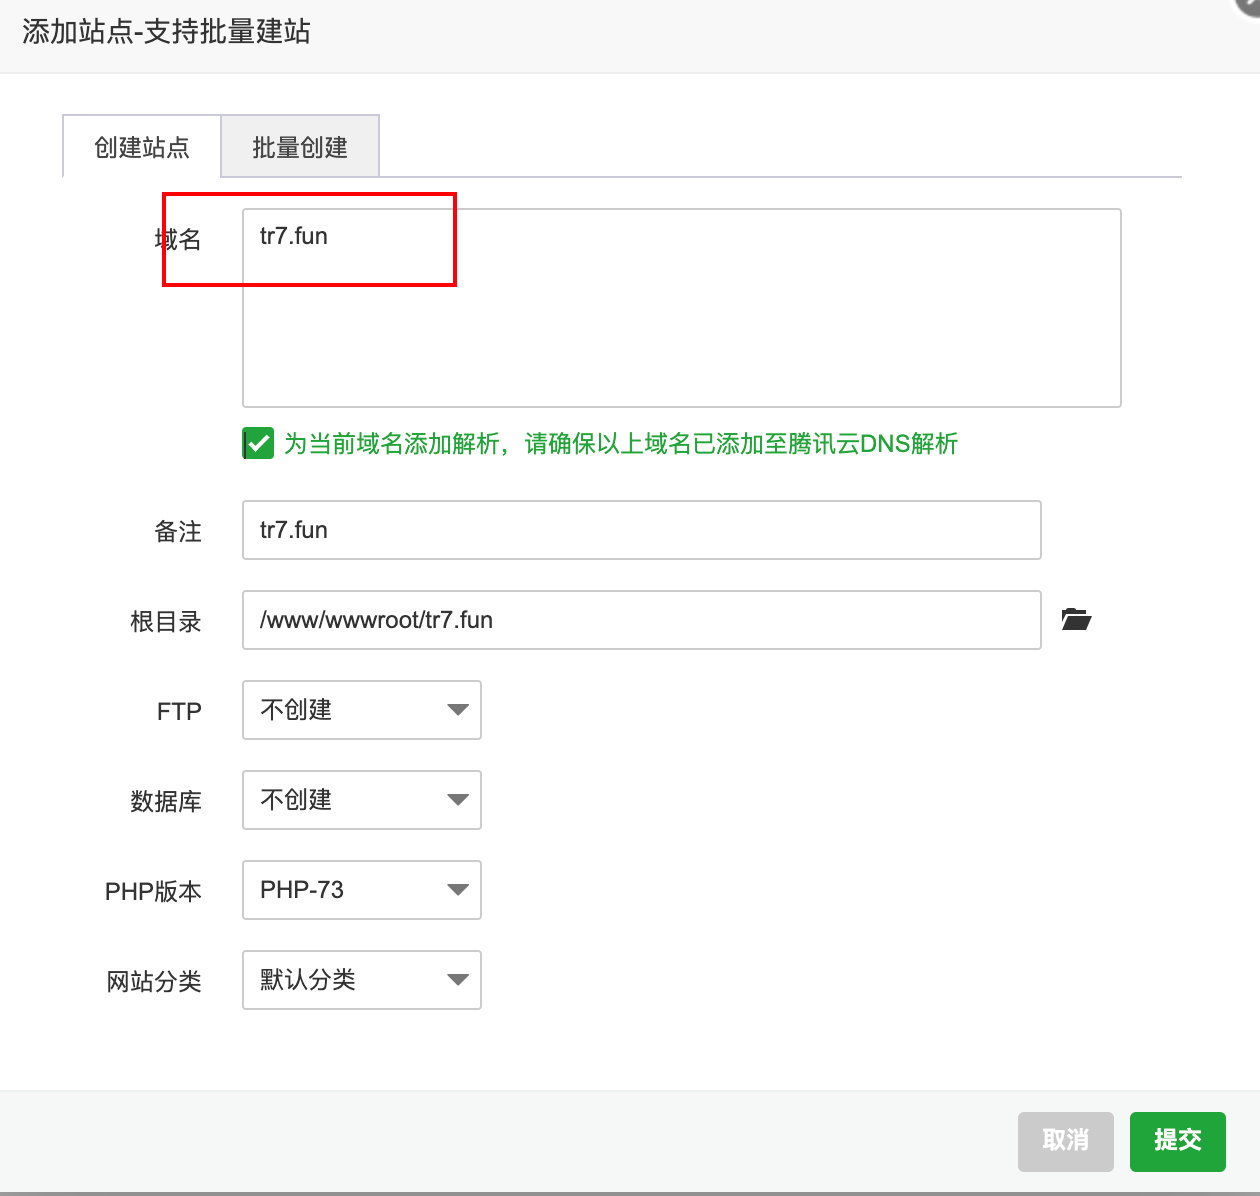 添加站点-支持批量建站
创建站点 批量创建
域名 tr7.fun
为当前域名添加解析，请确保以上域名已添加至腾讯云DNS解析
备注 tr7.fun
根目录 /www/wwwroot/tr7.fun
FTP 不创建
数据库 不创建
PHP版本 PHP-73
网站分类 默认分类
取消 提交